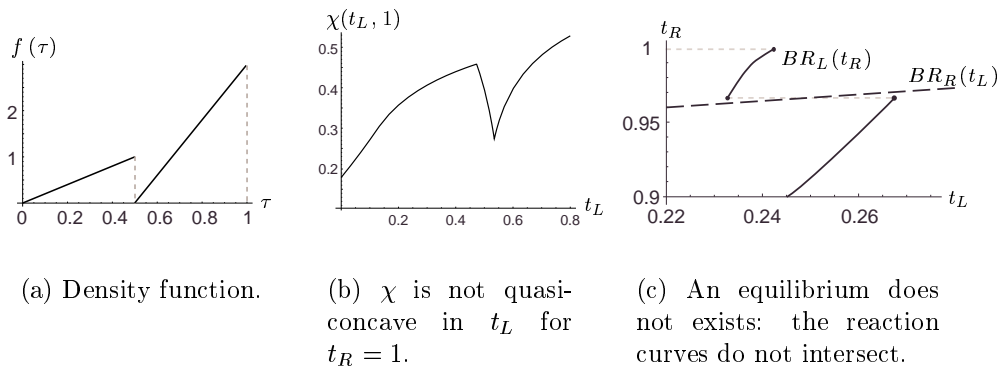 f (τ)
2
1
0 0.2 0.4 0.6 0.8 1 τ
χ(t_L, 1)
0.5
0.4
0.3
0.2
0.2 0.4 0.6 0.8 t_L
t_R
1
BR_L(t_R)
BR_R(t_L)
0.95
0.9
0.22 0.24 0.26 t_L
(a) Density function.
(b) χ is not quasi-
concave in t_L for
t_R = 1.
(c) An equilibrium does
not exists: the reaction
curves do not intersect.